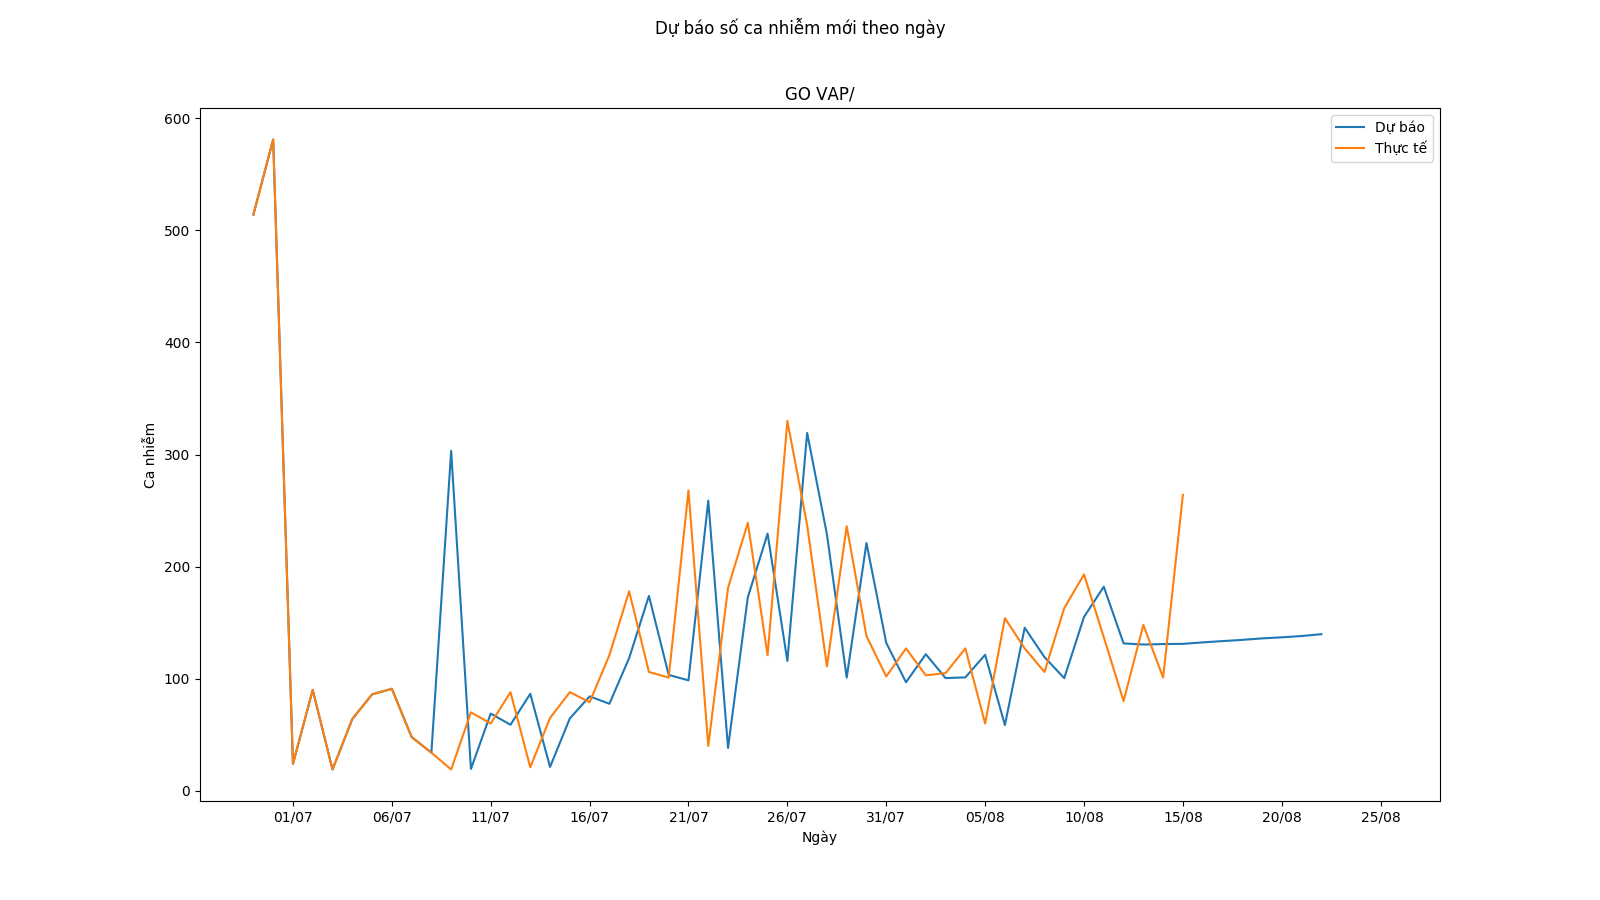 Dự báo số ca nhiễm mới theo ngày
GO VAP/
Dự báo
Thực tế
600
500
400
300
200
100
0
Ca nhiễm
01/07 06/07 11/07 16/07 21/07 26/07 31/07 05/08 10/08 15/08 20/08 25/08
Ngày